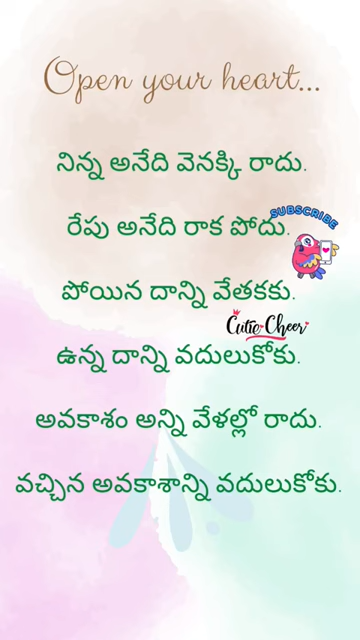 Open your heart...
నిన్న అనేది వెనక్కి రాదు.
రేపు అనేది రాక పోదు.
SUBSCRIBE
పోయిన దాన్ని వేతకకు.
Cutie Cheer
ఉన్న దాన్ని వదులుకోకు.
అవకాశం అన్ని వేళల్లో రాదు.
వచ్చిన అవకాశాన్ని వదులుకోకు.